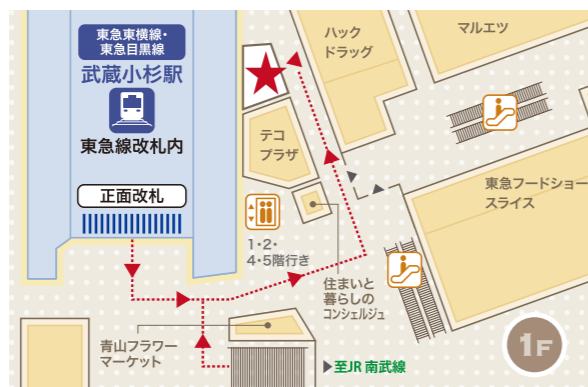 東急東横線・
東急目黒線
武蔵小杉駅
東急線改札内
正面改札
ハック
ドラッグ
マルエツ
テコ
プラザ
東急フードショー
スライス
1・2・
4・5階行き
住まいと
暮らしの
コンシェルジュ
青山フラワー
マーケット
▶至JR 南武線
1F